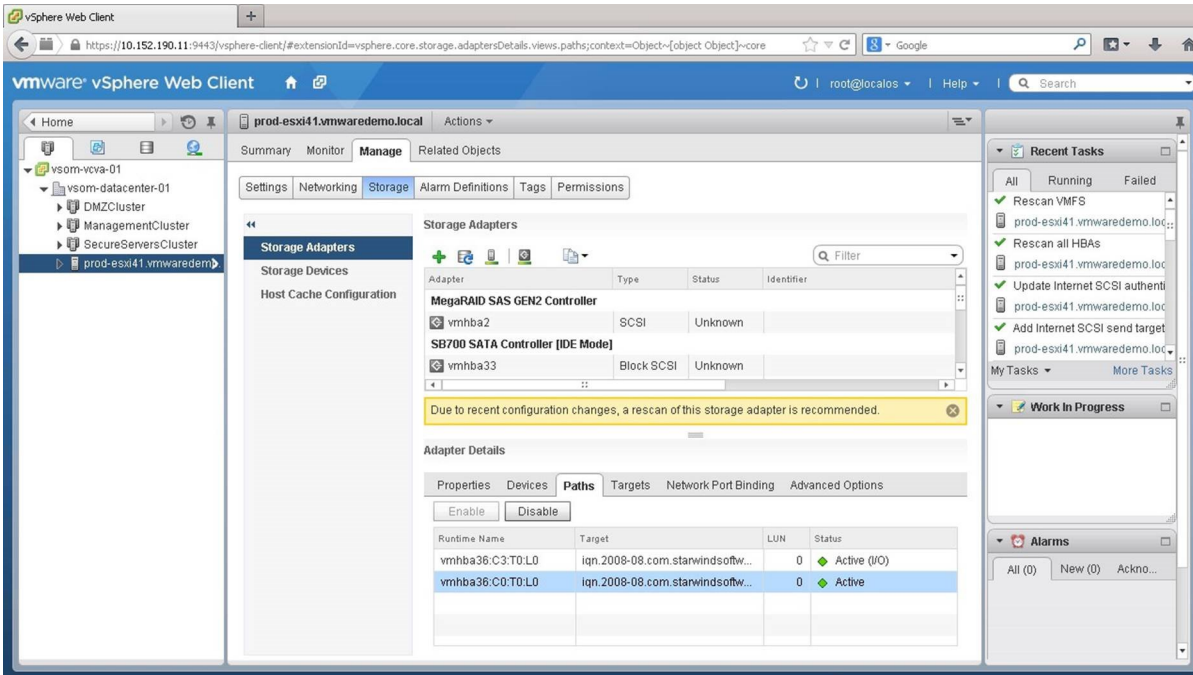 vSphere Web Client
https://10.152.190.11:9443/vsphere-client/#extensionId=vsphere.core.storage.adaptersDetails.views.paths;context=Object~[object Object]~core
Google
vmware® vSphere Web Client
root@localos
Help
Search
Home
vsom-vcva-01
vsom-datacenter-01
DMZCluster
ManagementCluster
SecureServersCluster
prod-esxi41.vmwaredem
prod-esxi41.vmwaredemo.local Actions
Summary Monitor Manage Related Objects
Settings Networking Storage Alarm Definitions Tags Permissions
Storage Adapters
Storage Devices
Host Cache Configuration
Storage Adapters
Filter
Adapter Type Status Identifier
MegaRAID SAS GEN2 Controller
vmhba2 SCSI Unknown
SB700 SATA Controller [IDE Mode]
vmhba33 Block SCSI Unknown
Due to recent configuration changes, a rescan of this storage adapter is recommended.
Adapter Details
Properties Devices Paths Targets Network Port Binding Advanced Options
Enable Disable
Runtime Name Target LUN Status
vmhba36:C3:T0:L0 iqn.2008-08.com.starwindsoftw... 0 Active (I/O)
vmhba36:C0:T0:L0 iqn.2008-08.com.starwindsoftw... 0 Active
Recent Tasks
All Running Failed
Rescan VMFS
prod-esxi41.vmwaredemo.loc
Rescan all HBAs
prod-esxi41.vmwaredemo.loc
Update Internet SCSI authenti
prod-esxi41.vmwaredemo.loc
Add Internet SCSI send target
prod-esxi41.vmwaredemo.loc
My Tasks More Tasks
Work In Progress
Alarms
All (0) New (0) Ackno...